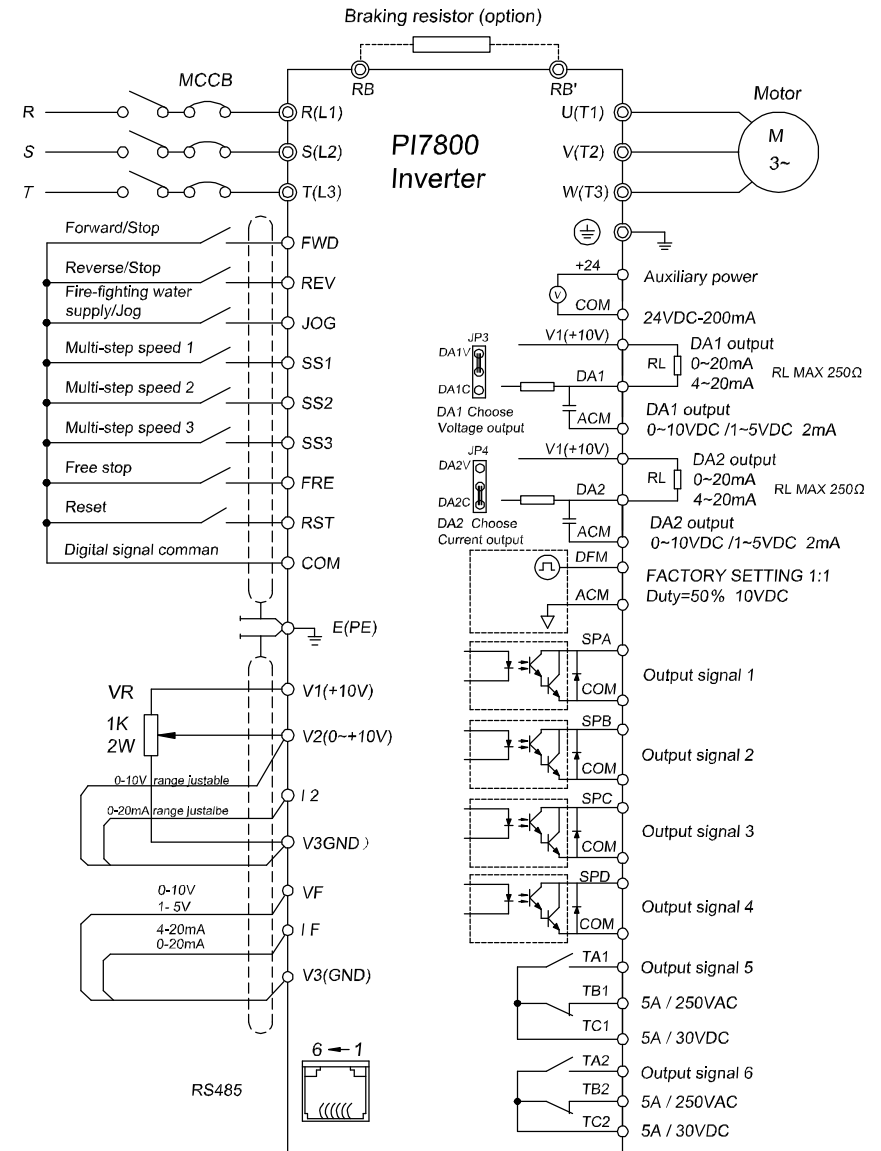 Braking resistor (option)
RB
RB'
MCCB
R
R(L1)
S
S(L2)
T
T(L3)
PI7800
Inverter
U(T1)
V(T2)
W(T3)
Motor
M
3~
Forward/Stop
FWD
Reverse/Stop
REV
Fire-fighting water
supply/Jog
JOG
Multi-step speed 1
SS1
Multi-step speed 2
SS2
Multi-step speed 3
SS3
Free stop
FRE
Reset
RST
Digital signal comman
COM
E(PE)
VR
1K
2W
V1(+10V)
V2(0~+10V)
0-10V range justable
I 2
0-20mA range justalbe
V3GND )
0-10V
1- 5V
VF
4-20mA
0-20mA
I F
V3(GND)
RS485
6 1
+24
V
COM
Auxiliary power
24VDC-200mA
JP3
DA1V
DA1C
DA1 Choose
Voltage output
V1(+10V)
DA1
ACM
RL
DA1 output
0~20mA
4~20mA
RL MAX 250Ω
DA1 output
0~10VDC /1~5VDC 2mA
JP4
DA2V
DA2C
DA2 Choose
Current output
V1(+10V)
DA2
ACM
RL
DA2 output
0~20mA
4~20mA
RL MAX 250Ω
DA2 output
0~10VDC /1~5VDC 2mA
DFM
ACM
FACTORY SETTING 1:1
Duty=50% 10VDC
SPA
COM
Output signal 1
SPB
COM
Output signal 2
SPC
COM
Output signal 3
SPD
COM
Output signal 4
TA1
Output signal 5
TB1
5A / 250VAC
TC1
5A / 30VDC
TA2
Output signal 6
TB2
5A / 250VAC
TC2
5A / 30VDC